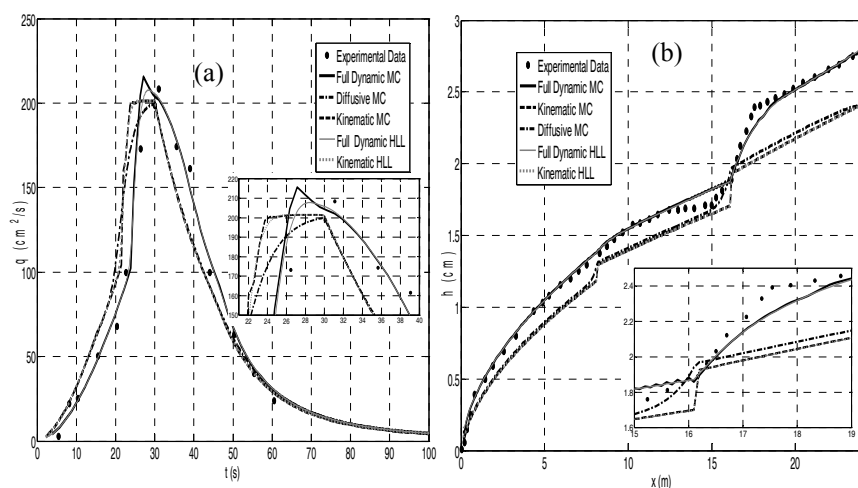 (a)
250
200
150
100
50
0
0 10 20 30 40 50 60 70 80 90 100
q (cm²/s)
t (s)
Experimental Data
Full Dynamic MC
Diffusive MC
Kinematic MC
Full Dynamic HLL
Kinematic HLL
215
210
200
190
180
170
160
150
22 24 26 28 30 32 34 36 38 40
(b)
3
2.5
2
1.5
1
0.5
0
0 5 10 15 20
h (cm)
x (m)
Experimental Data
Full Dynamic MC
Kinematic MC
Diffusive MC
Full Dynamic HLL
Kinematic HLL
2.4
2.2
2
1.8
1.6
15 16 17 18 19